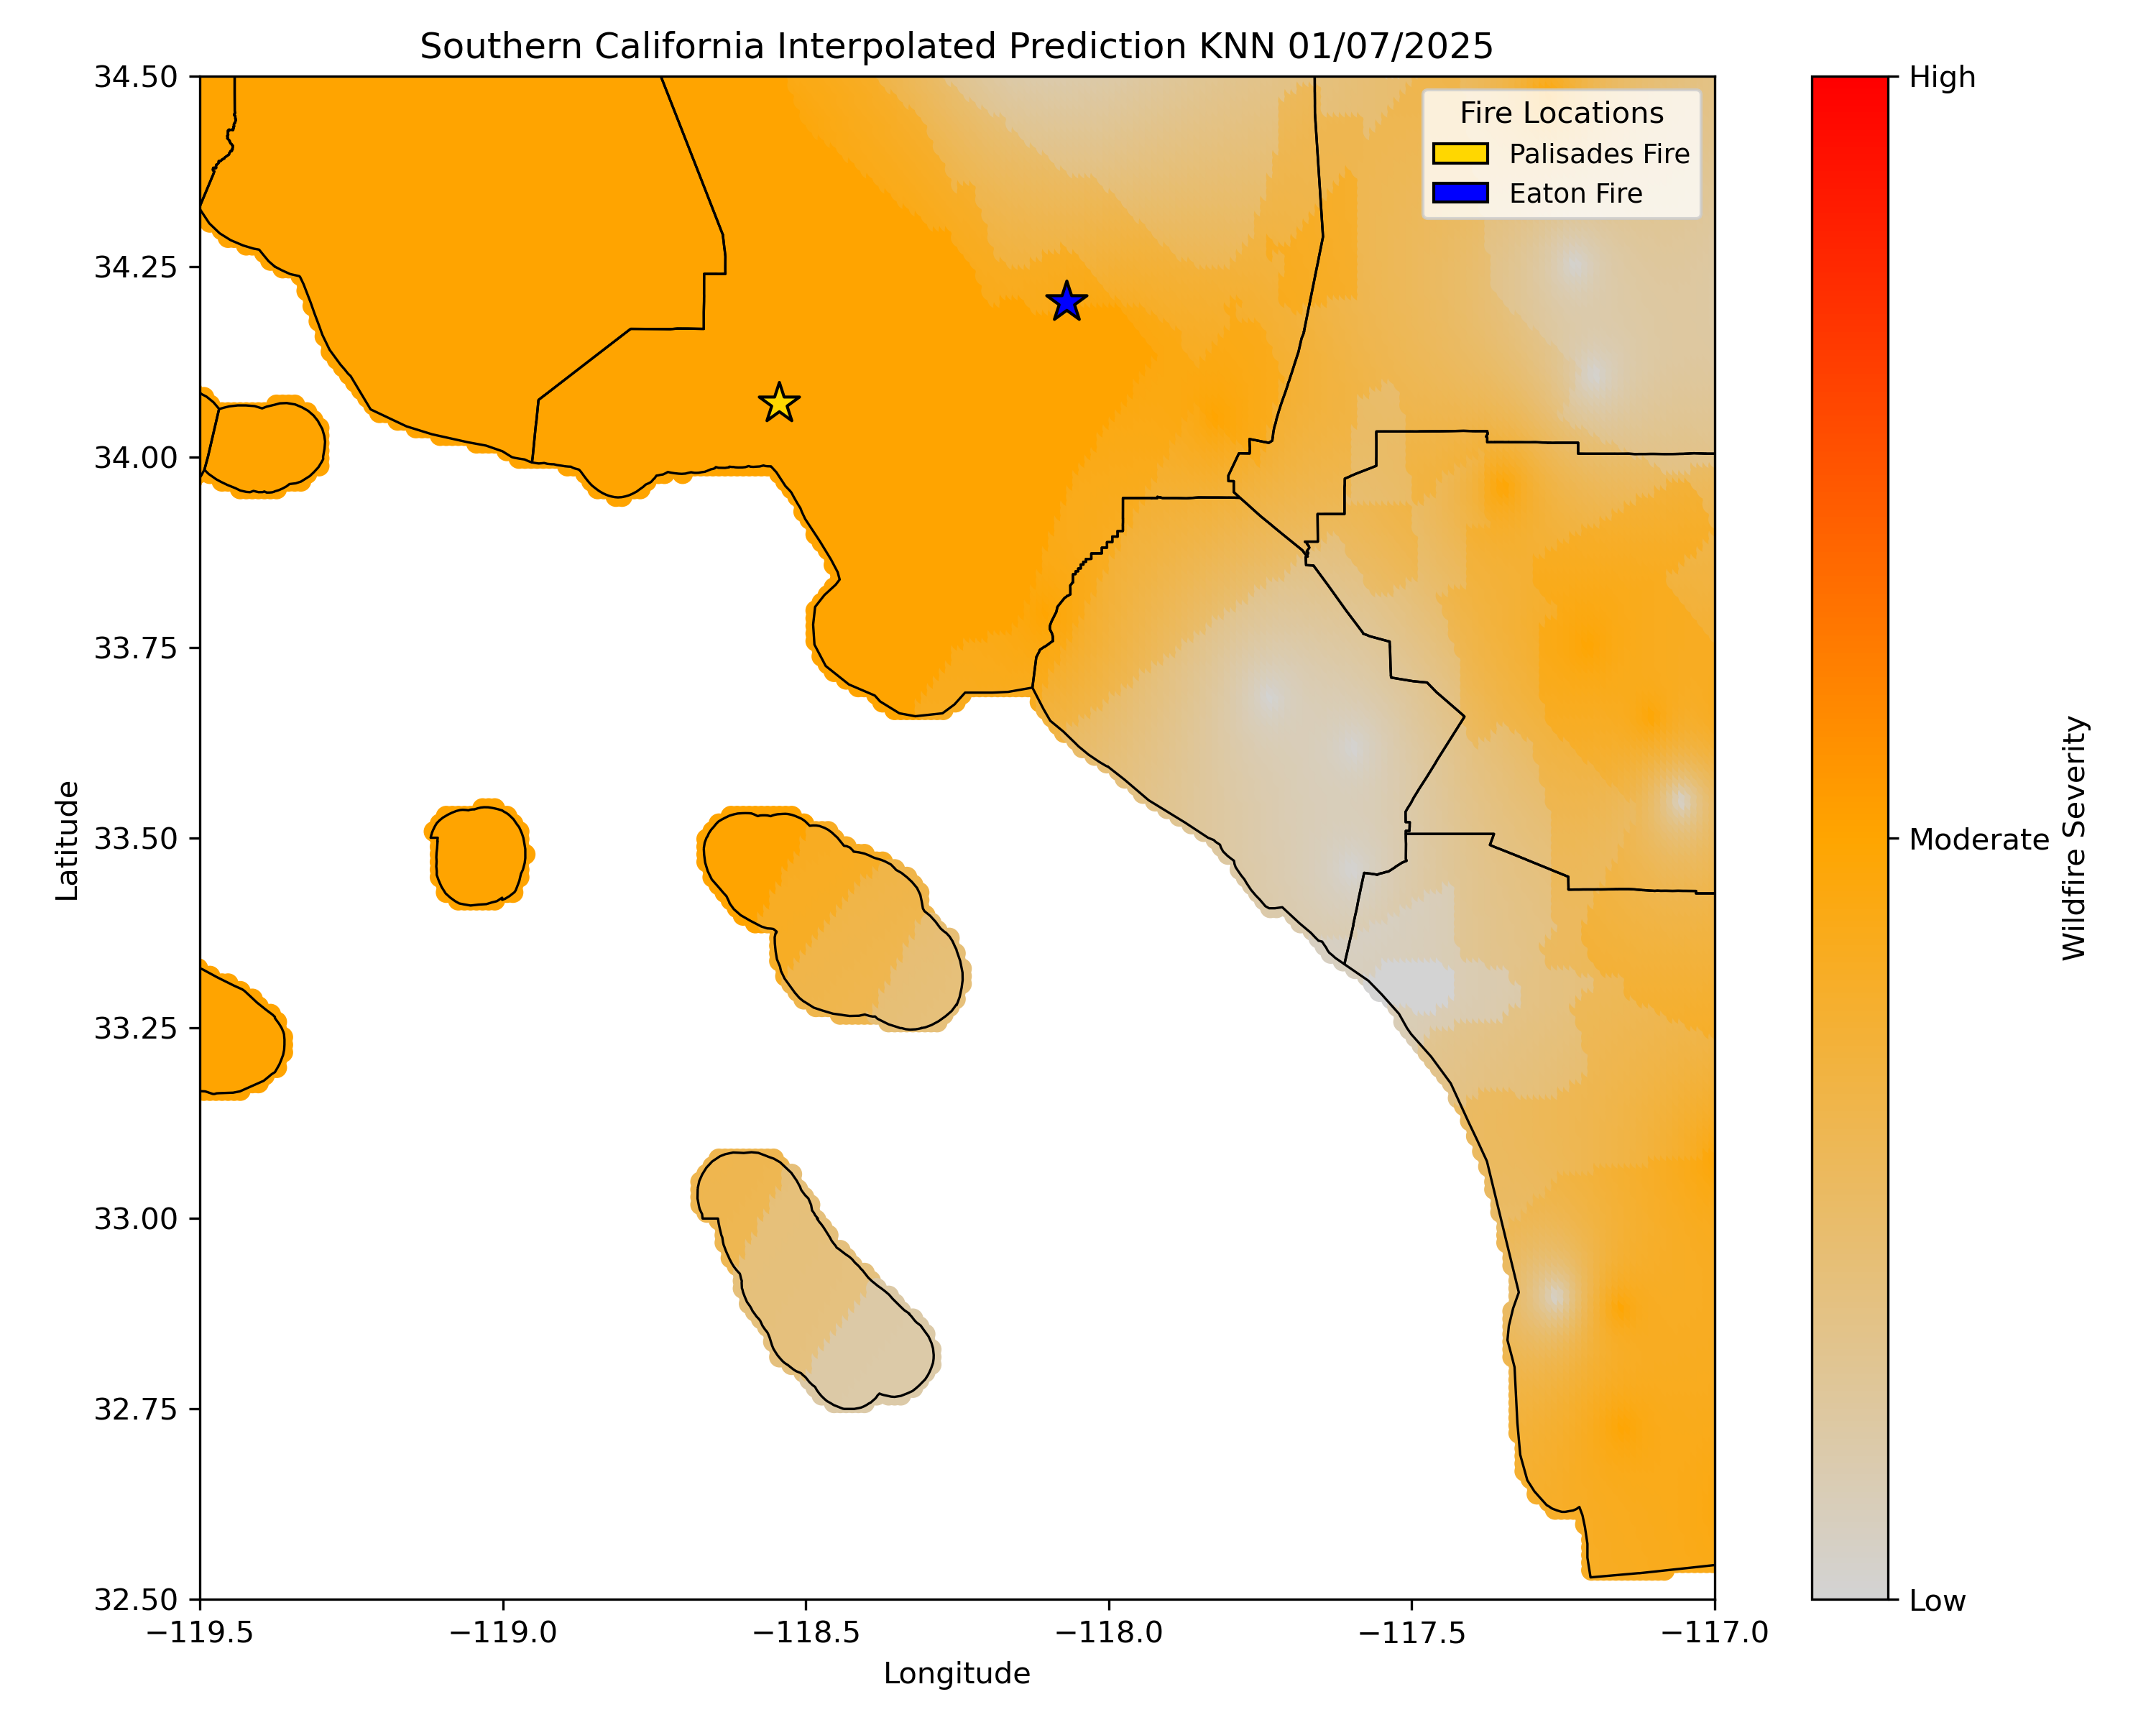 Southern California Interpolated Prediction KNN 01/07/2025
Fire Locations
Palisades Fire
Eaton Fire
34.50
34.25
34.00
33.75
33.50
33.25
33.00
32.75
32.50
Latitude
−119.5
−119.0
−118.5
−118.0
−117.5
−117.0
Longitude
High
Moderate
Low
Wildfire Severity